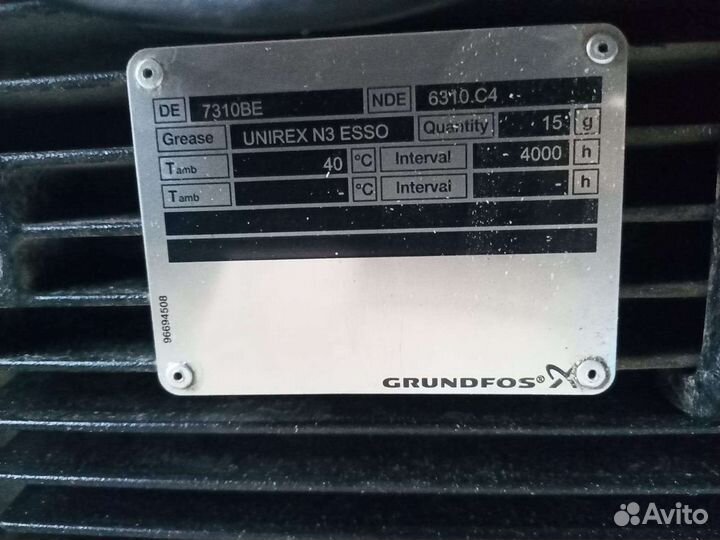 DE 7310BE NDE 6310.C4
Grease UNIREX N3 ESSO Quantity 15 g
Tamb 40 °C Interval 4000 h
Tamb - °C Interval - h
96694508
GRUNDFOS®
Avito